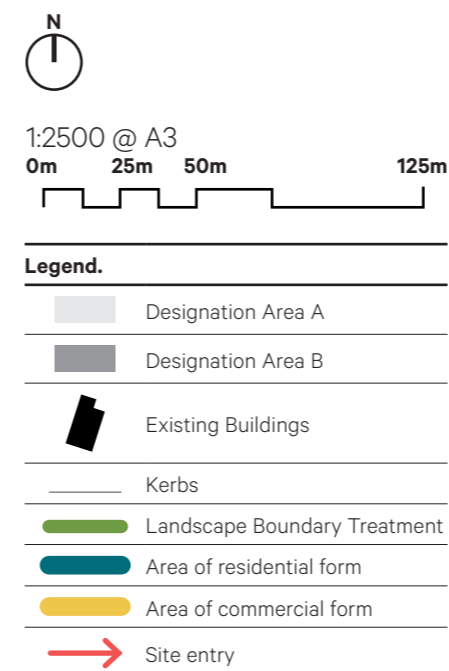 N
1:2500 @ A3
0m 25m 50m 125m
Legend.
Designation Area A
Designation Area B
Existing Buildings
Kerbs
Landscape Boundary Treatment
Area of residential form
Area of commercial form
Site entry